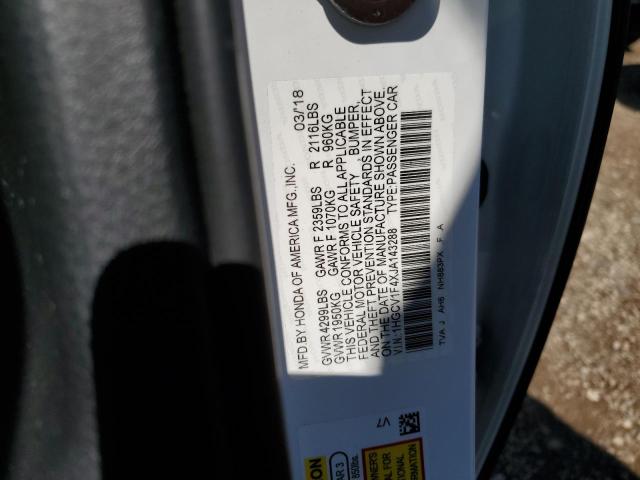 MFD.BY HONDA OF AMERICA MFG.,INC. 03/'18
GVWR 4299LBS GAWR F 2359LBS R 2116LBS
GVWR 1950KG GAWR F 1070KG R 960KG
THIS VEHICLE CONFORMS TO ALL APPLICABLE
FEDERAL MOTOR VEHICLE SAFETY , BUMPER,
AND THEFT PREVENTION STANDARDS IN EFFECT
ON THE DATE OF MANUFACTURE SHOWN ABOVE.
V.I.N.:1HGCV1F4XJA143288 TYPE:PASSENGER CAR
TVA J AH6 NH883PX F A
V7